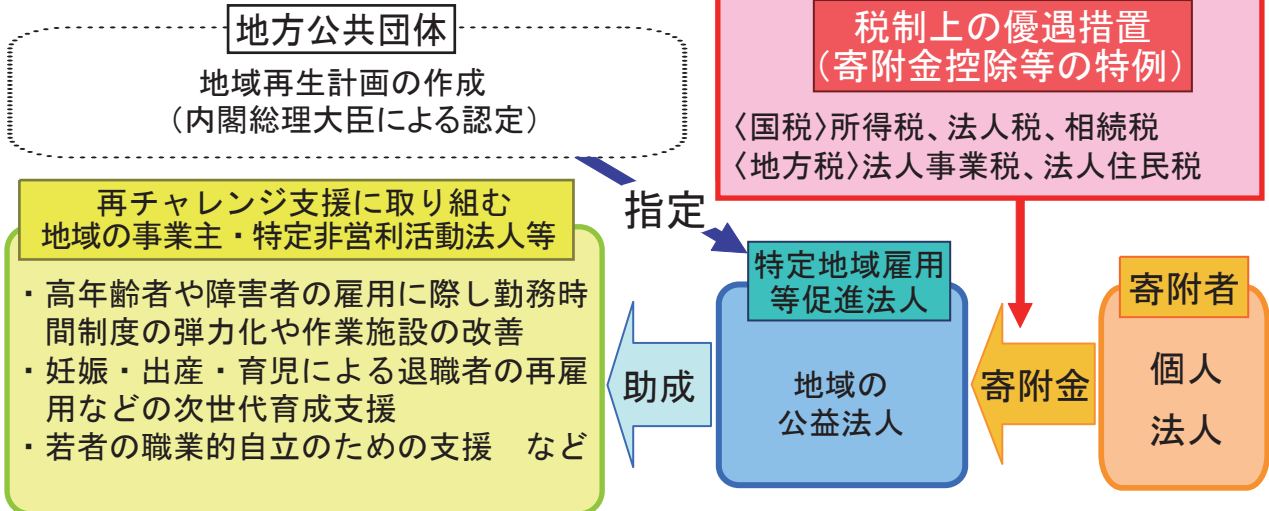 地方公共団体
地域再生計画の作成
（内閣総理大臣による認定）
税制上の優遇措置
（寄附金控除等の特例）
〈国税〉所得税、法人税、相続税
〈地方税〉法人事業税、法人住民税
指定
再チャレンジ支援に取り組む
地域の事業主・特定非営利活動法人等
・高年齢者や障害者の雇用に際し勤務時
間制度の弾力化や作業施設の改善
・妊娠・出産・育児による退職者の再雇
用などの次世代育成支援
・若者の職業的自立のための支援　など
助成
特定地域雇用
等促進法人
地域の
公益法人
寄附金
寄附者
個人
法人